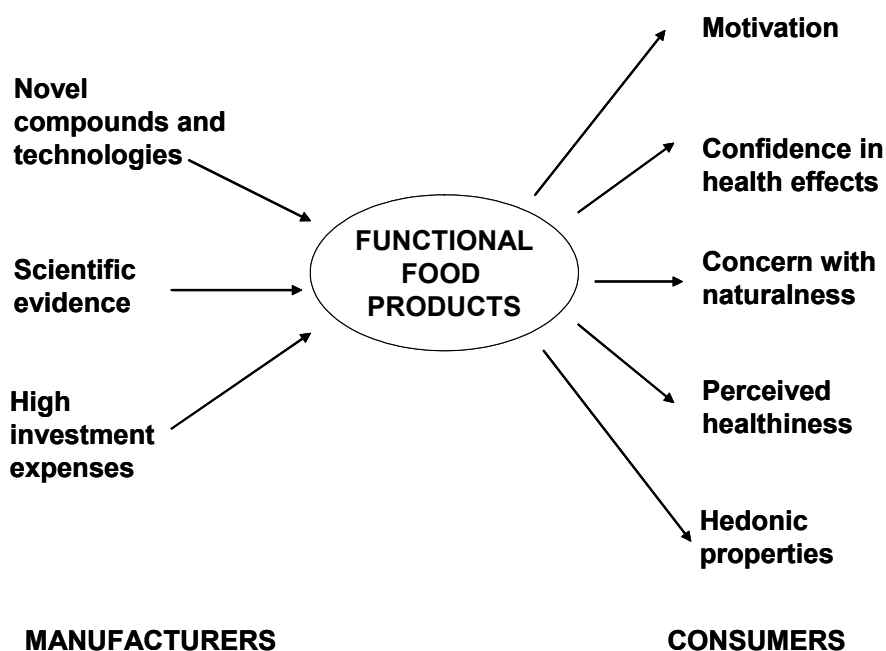 Novel
compounds and
technologies
Scientific
evidence
High
investment
expenses
MANUFACTURERS
FUNCTIONAL
FOOD
PRODUCTS
Motivation
Confidence in
health effects
Concern with
naturalness
Perceived
healthiness
Hedonic
properties
CONSUMERS